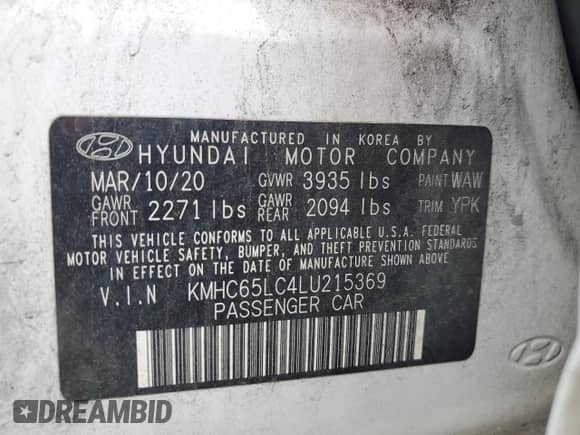 MANUFACTURED IN KOREA BY
HYUNDAI MOTOR COMPANY
MAR/10/20 GVWR 3935 lbs PAINT WAW
GAWR FRONT 2271 lbs GAWR REAR 2094 lbs TRIM YPK
THIS VEHICLE CONFORMS TO ALL APPLICABLE U.S.A. FEDERAL
MOTOR VEHICLE SAFETY, BUMPER, AND THEFT PREVENTION STANDARDS
IN EFFECT ON THE DATE OF MANUFACTURE SHOWN ABOVE.
V.I.N KMHC65LC4LU215369
PASSENGER CAR
DREAMBID